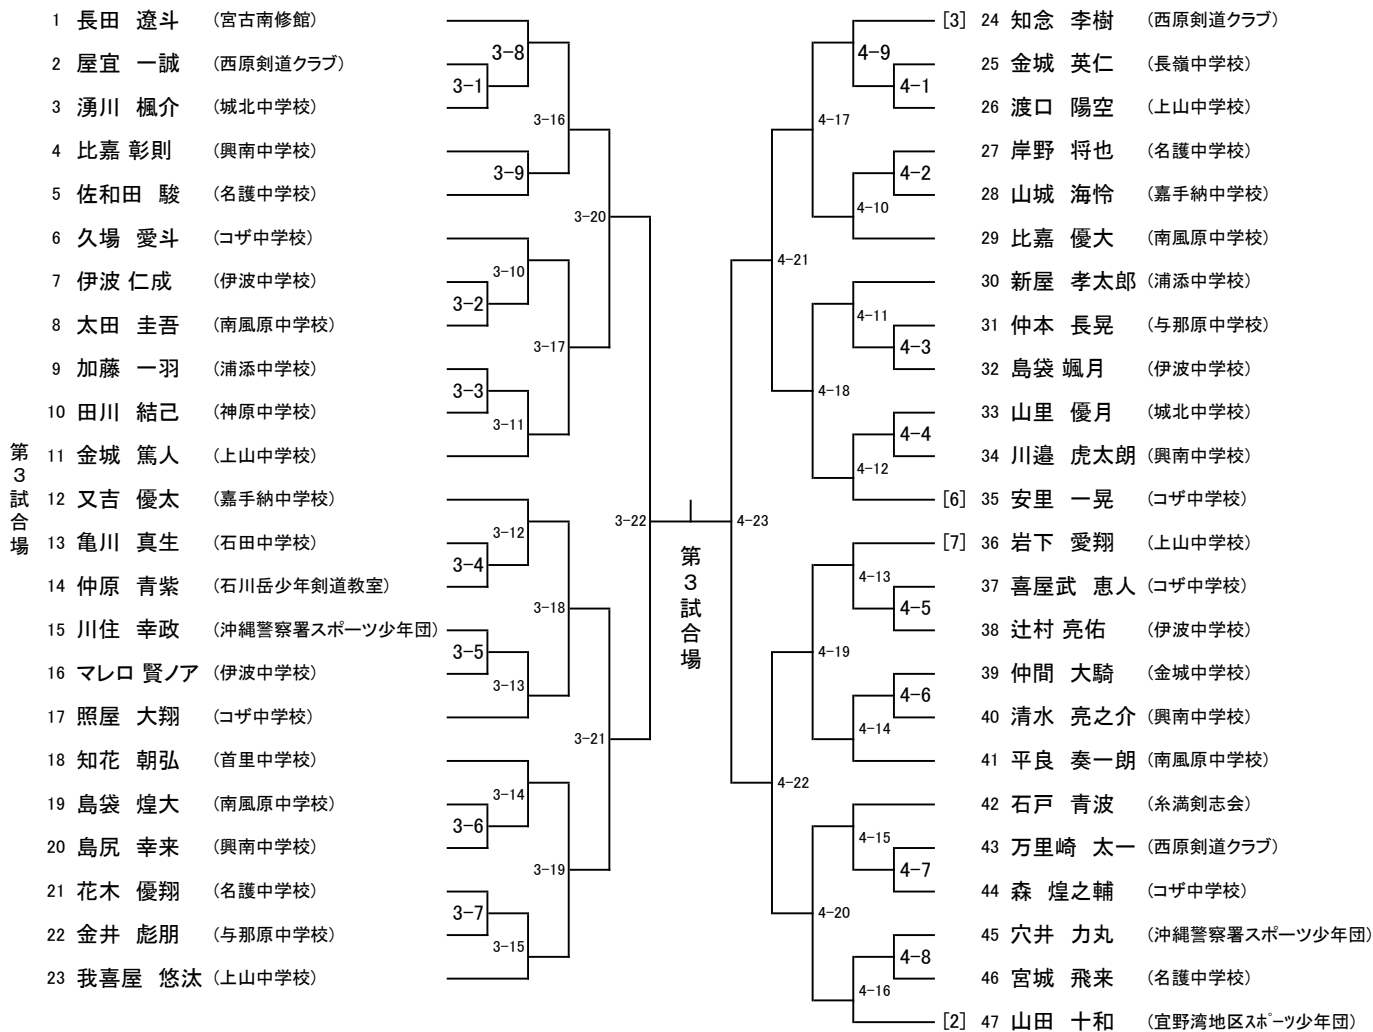 1 長田 遼斗 (宮古南修館)
2 屋宜 一誠 (西原剣道クラブ)
3 湧川 楓介 (城北中学校)
4 比嘉 彰則 (興南中学校)
5 佐和田 駿 (名護中学校)
6 久場 愛斗 (コザ中学校)
7 伊波 仁成 (伊波中学校)
8 太田 圭吾 (南風原中学校)
9 加藤 一羽 (浦添中学校)
10 田川 結己 (神原中学校)
11 金城 篤人 (上山中学校)
12 又吉 優太 (嘉手納中学校)
13 亀川 真生 (石田中学校)
14 仲原 青紫 (石川岳少年剣道教室)
15 川住 幸政 (沖縄警察署スポーツ少年団)
16 マレロ 賢ノア (伊波中学校)
17 照屋 大翔 (コザ中学校)
18 知花 朝弘 (首里中学校)
19 島袋 煌大 (南風原中学校)
20 島尻 幸来 (興南中学校)
21 花木 優翔 (名護中学校)
22 金井 彪朋 (与那原中学校)
23 我喜屋 悠汰 (上山中学校)
第3試合場
3-1
3-2
3-3
3-4
3-5
3-6
3-7
3-8
3-9
3-10
3-11
3-12
3-13
3-14
3-15
3-16
3-17
3-18
3-19
3-20
3-21
3-22
第3試合場
4-23
4-21
4-22
4-17
4-18
4-19
4-20
4-9
4-10
4-11
4-12
4-13
4-14
4-15
4-16
4-1
4-2
4-3
4-4
4-5
4-6
4-7
4-8
[3] 24 知念 李樹 (西原剣道クラブ)
25 金城 英仁 (長嶺中学校)
26 渡口 陽空 (上山中学校)
27 岸野 将也 (名護中学校)
28 山城 海怜 (嘉手納中学校)
29 比嘉 優大 (南風原中学校)
30 新屋 孝太郎 (浦添中学校)
31 仲本 長晃 (与那原中学校)
32 島袋 颯月 (伊波中学校)
33 山里 優月 (城北中学校)
34 川邉 虎太朗 (興南中学校)
[6] 35 安里 一晃 (コザ中学校)
[7] 36 岩下 愛翔 (上山中学校)
37 喜屋武 恵人 (コザ中学校)
38 辻村 亮佑 (伊波中学校)
39 仲間 大騎 (金城中学校)
40 清水 亮之介 (興南中学校)
41 平良 奏一朗 (南風原中学校)
42 石戸 青波 (糸満剣志会)
43 万里崎 太一 (西原剣道クラブ)
44 森 煌之輔 (コザ中学校)
45 穴井 力丸 (沖縄警察署スポーツ少年団)
46 宮城 飛来 (名護中学校)
[2] 47 山田 十和 (宜野湾地区スポーツ少年団)